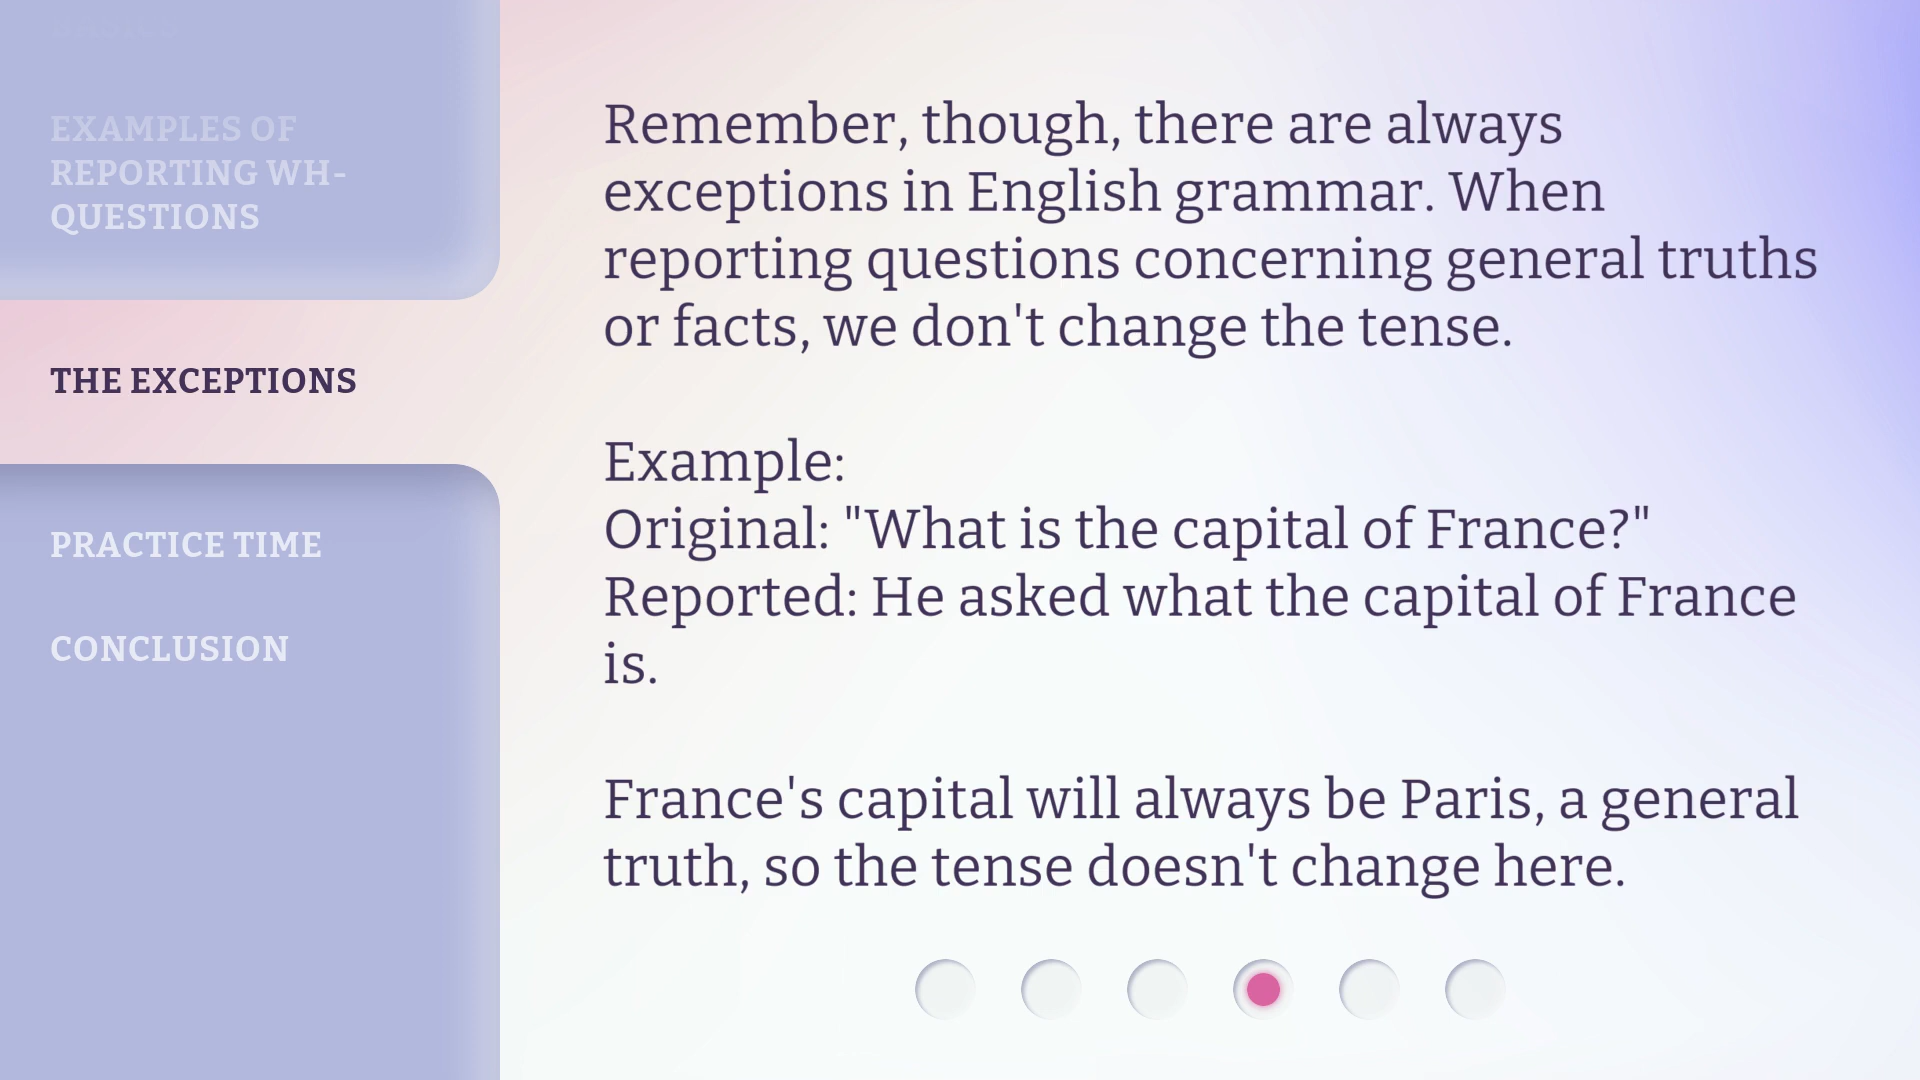 EXAMPLES OF
REPORTING WH-
QUESTIONS
THE EXCEPTIONS
PRACTICE TIME
CONCLUSION
Remember, though, there are always
exceptions in English grammar. When
reporting questions concerning general truths
or facts, we don't change the tense.
Example:
Original: "What is the capital of France?"
Reported: He asked what the capital of France
is.
France's capital will always be Paris, a general
truth, so the tense doesn't change here.